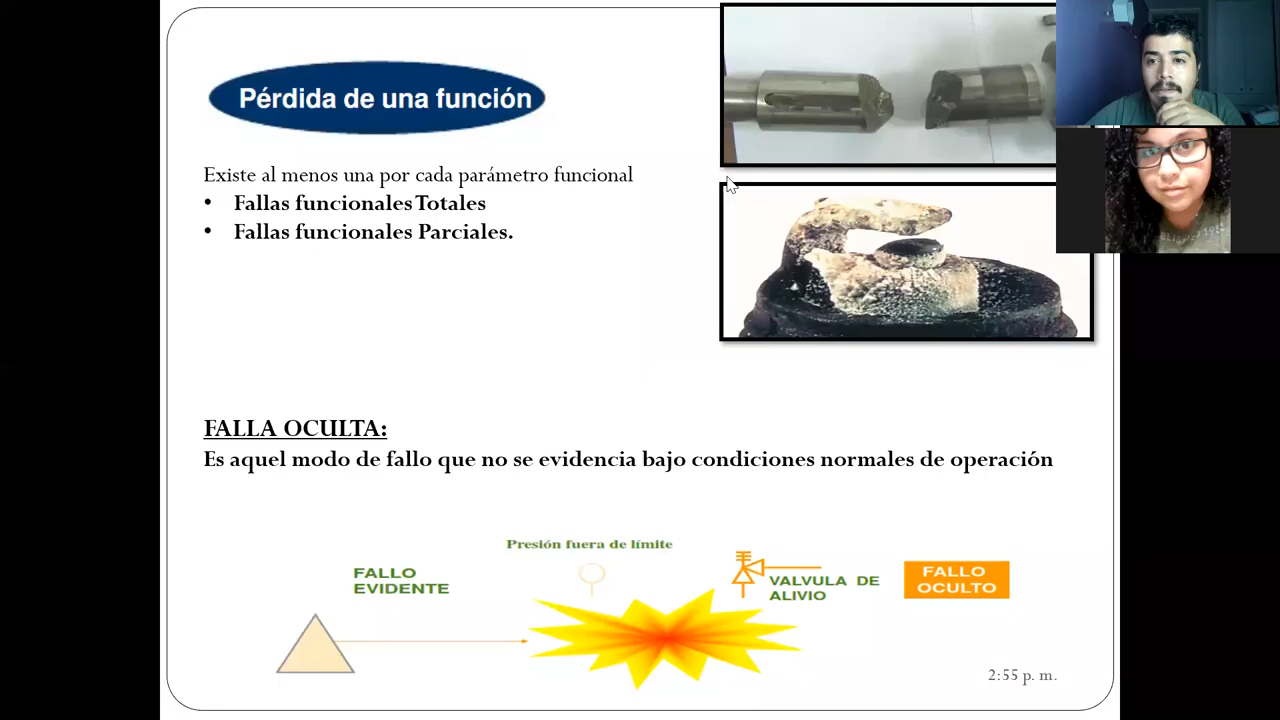 Pérdida de una función
Existe al menos una por cada parámetro funcional
• Fallas funcionales Totales
• Fallas funcionales Parciales.
FALLA OCULTA:
Es aquel modo de fallo que no se evidencia bajo condiciones normales de operación
Presión fuera de límite
FALLO
EVIDENTE
VALVULA DE
ALIVIO
FALLO
OCULTO
2:55 p. m.